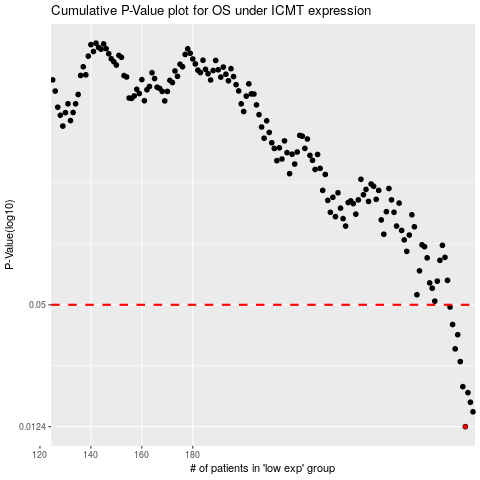 Cumulative P-Value plot for OS under ICMT expression
P-Value(log10)
0.05
0.0124
120 140 160 180
# of patients in 'low exp' group